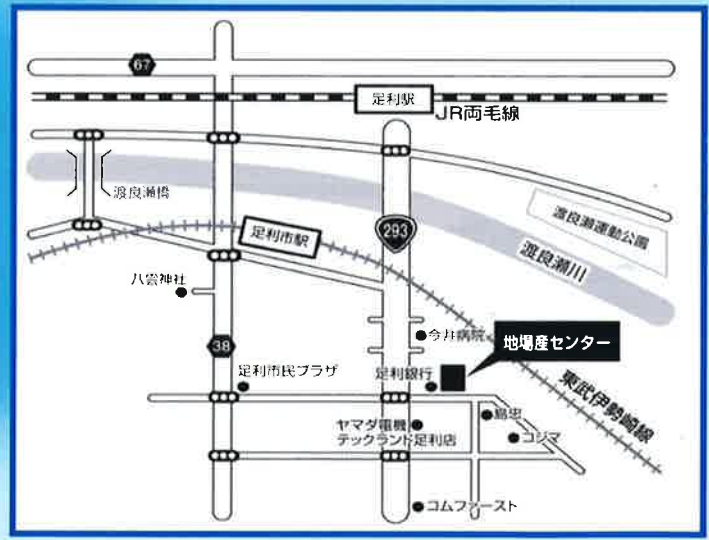 67
足利駅
JR両毛線
渡良瀬橋
渡良瀬運動公園
足利市駅
293
渡良瀬川
八雲神社
今井病院
地場産センター
38
足利市民プラザ
足利銀行
東武伊勢崎線
島忠
ヤマダ電機
テックランド足利店
コジマ
コムファースト